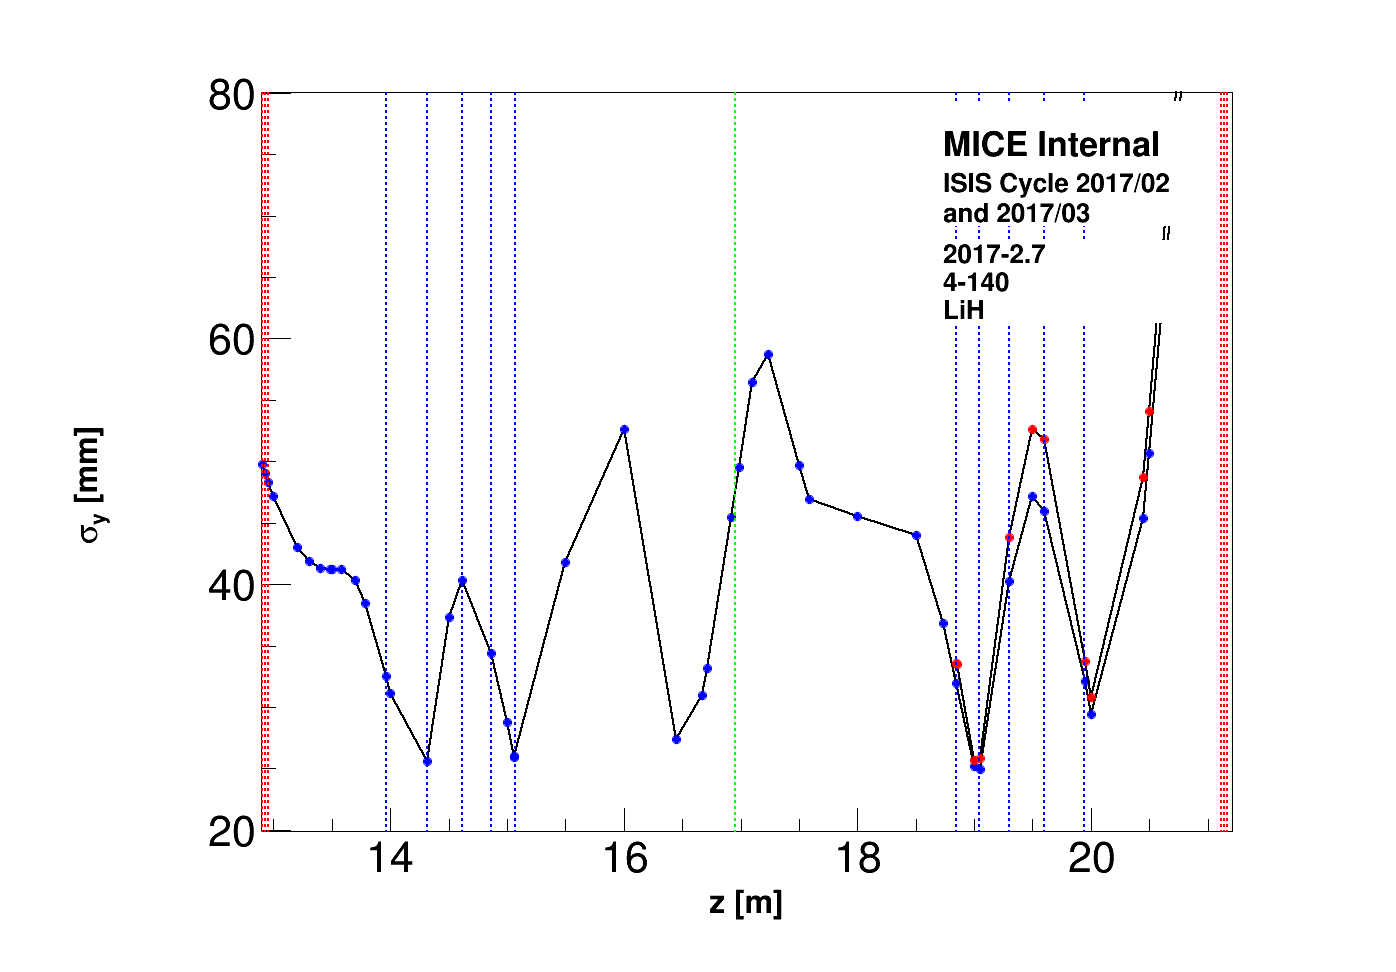 80
60
40
20
σy [mm]
MICE Internal
ISIS Cycle 2017/02
and 2017/03
2017-2.7
4-140
LiH
14 16 18 20
z [m]